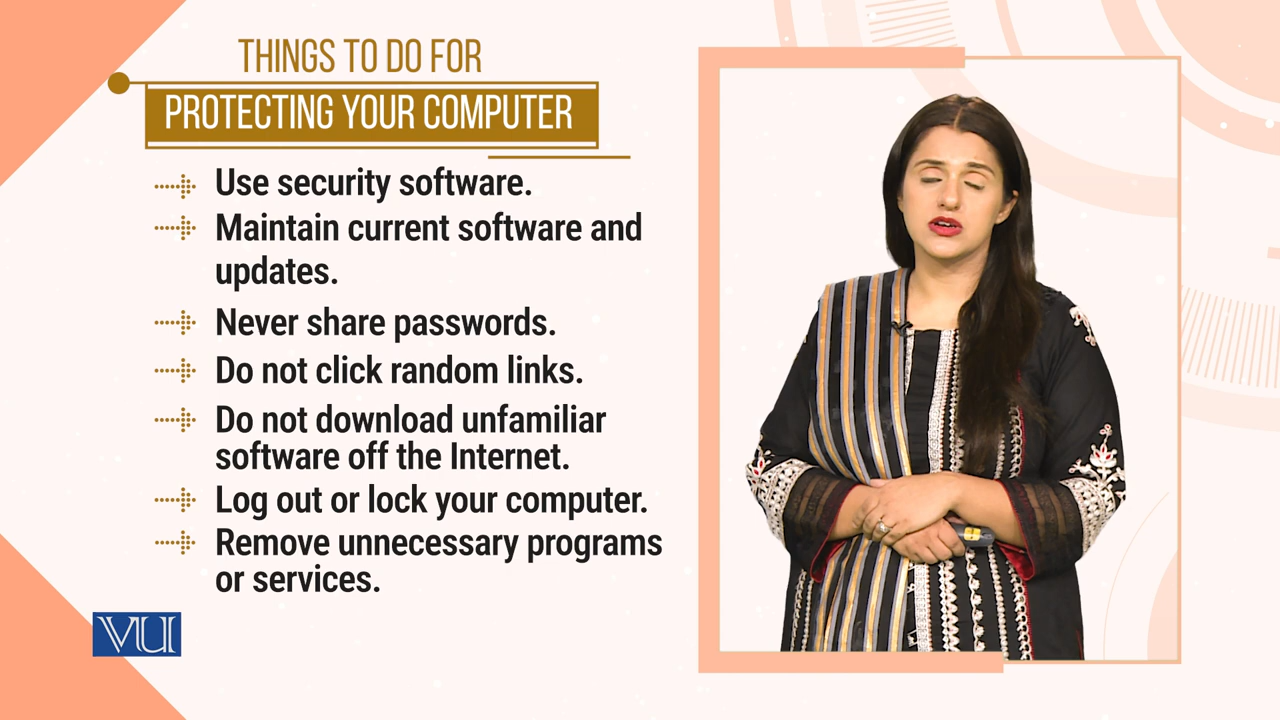 THINGS TO DO FOR
PROTECTING YOUR COMPUTER
Use security software.
Maintain current software and
updates.
Never share passwords.
Do not click random links.
Do not download unfamiliar
software off the Internet.
Log out or lock your computer.
Remove unnecessary programs
or services.
VU